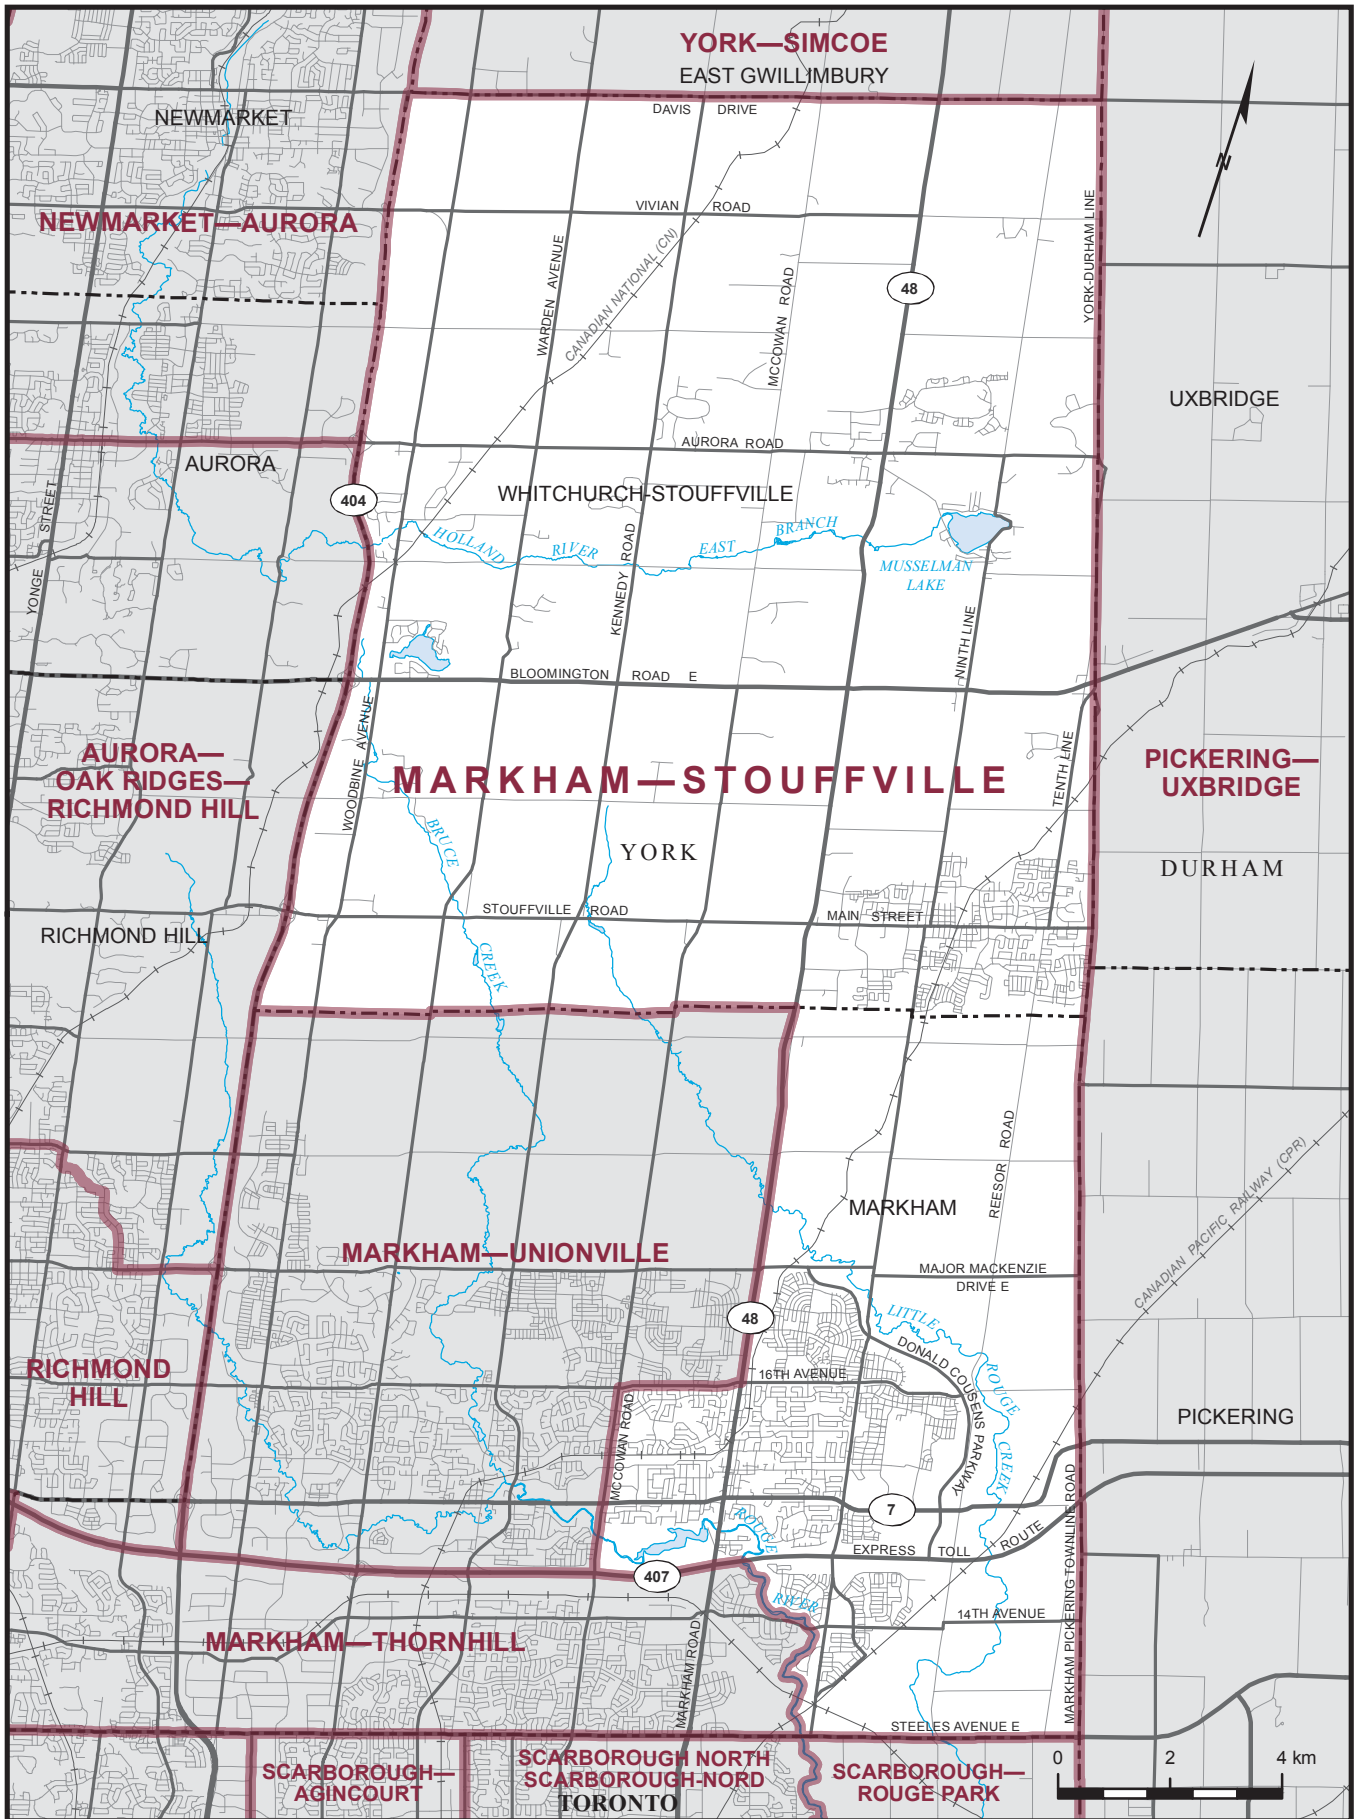 YORK—SIMCOE
EAST GWILLIMBURY
DAVIS DRIVE
NEWMARKET
N
VIVIAN ROAD
NEWMARKET—AURORA
YORK-DURHAM LINE
WARDEN AVENUE
CANADIAN NATIONAL (CN)
MCCOWAN ROAD
48
UXBRIDGE
AURORA ROAD
AURORA
404
WHITCHURCH-STOUFFVILLE
YONGE STREET
HOLLAND RIVER EAST BRANCH
MUSSELMAN
LAKE
KENNEDY ROAD
NINTH LINE
BLOOMINGTON ROAD E
WOODBINE AVENUE
TENTH LINE
AURORA—
OAK RIDGES—
RICHMOND HILL
MARKHAM—STOUFFVILLE
PICKERING—
UXBRIDGE
BRUCE CREEK
YORK
DURHAM
STOUFFVILLE ROAD
MAIN STREET
RICHMOND HILL
REESOR ROAD
CANADIAN PACIFIC RAILWAY (CPR)
MARKHAM
MARKHAM—UNIONVILLE
MAJOR MACKENZIE
DRIVE E
48
LITTLE ROUGE CREEK
DONALD COUSENS PARKWAY
RICHMOND
HILL
16TH AVENUE
MCCOWAN ROAD
PICKERING
7
ROUGE RIVER
EXPRESS TOLL ROUTE
407
MARKHAM PICKERING TOWNLINE ROAD
14TH AVENUE
MARKHAM—THORNHILL
MARKHAM ROAD
STEELES AVENUE E
SCARBOROUGH—
AGINCOURT
SCARBOROUGH NORTH
SCARBOROUGH-NORD
TORONTO
SCARBOROUGH—
ROUGE PARK
0 2 4 km